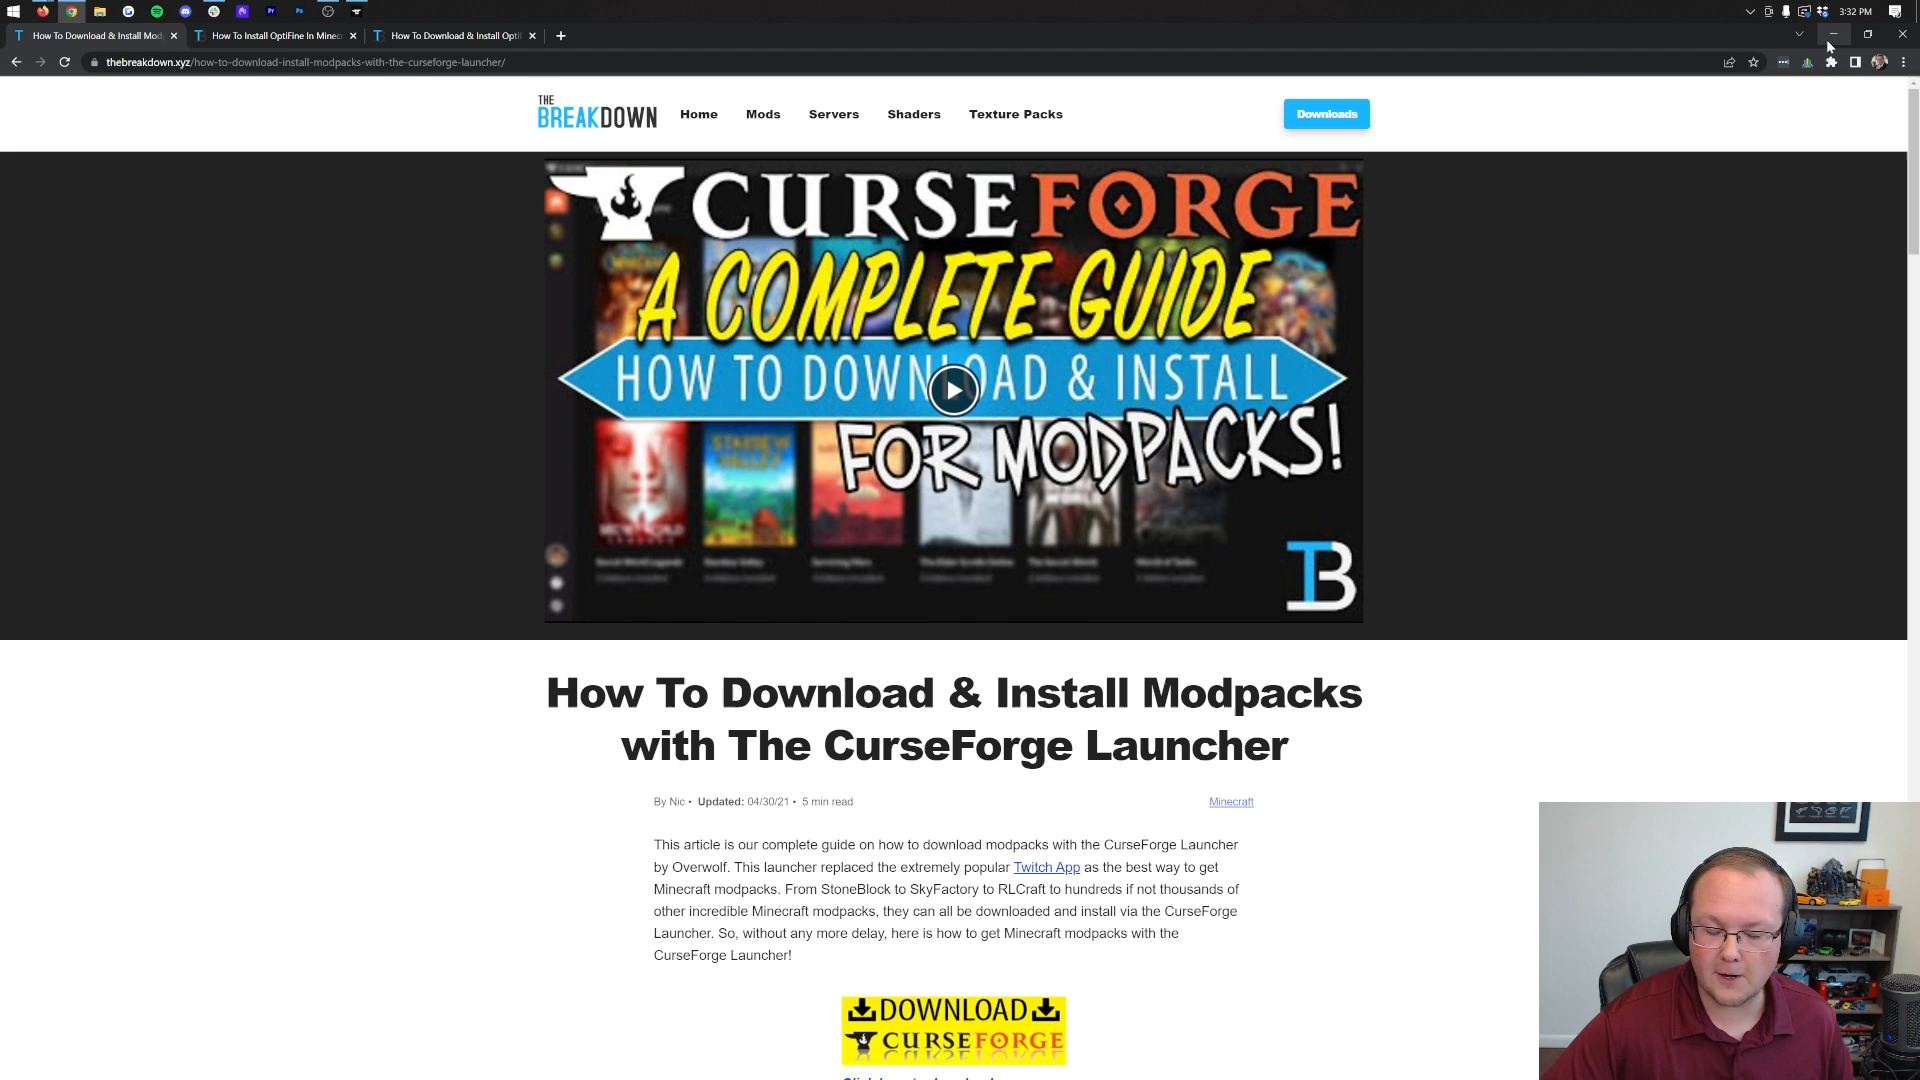 3:32 PM
How To Download & Install Mod
How To Install OptiFine In Minec
How To Download & Install Opti
thebreakdown.xyz/how-to-download-install-modpacks-with-the-curseforge-launcher/
THE
BREAKDOWN
Home
Mods
Servers
Shaders
Texture Packs
Downloads
CURSEFORGE
A COMPLETE GUIDE
HOW TO DOWNLOAD & INSTALL
FOR MODPACKS!
STARDEW
VALLEY
TB
How To Download & Install Modpacks
with The CurseForge Launcher
By Nic • Updated: 04/30/21 • 5 min read
Minecraft
This article is our complete guide on how to download modpacks with the CurseForge Launcher
by Overwolf. This launcher replaced the extremely popular Twitch App as the best way to get
Minecraft modpacks. From StoneBlock to SkyFactory to RLCraft to hundreds if not thousands of
other incredible Minecraft modpacks, they can all be downloaded and install via the CurseForge
Launcher. So, without any more delay, here is how to get Minecraft modpacks with the
CurseForge Launcher!
DOWNLOAD
CURSEFORGE